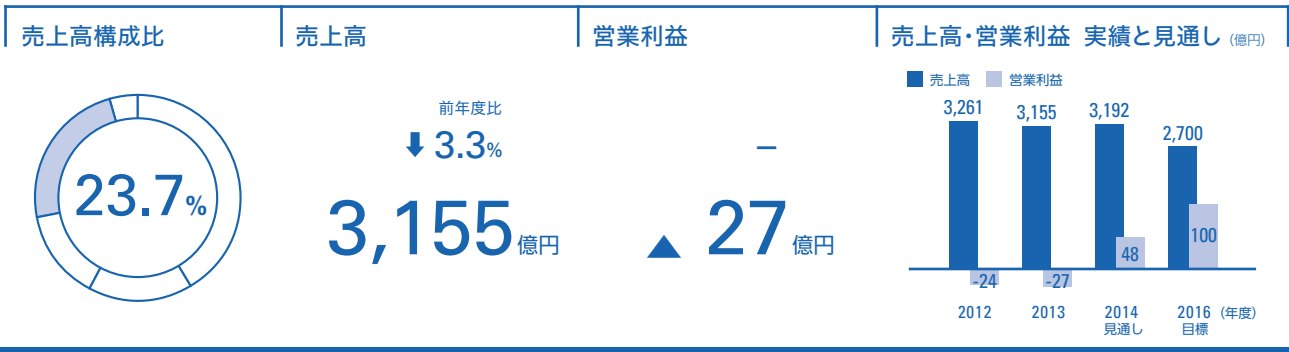 売上高構成比
23.7%
売上高
前年度比
⬇ 3.3%
3,155億円
営業利益
–
▲ 27億円
売上高・営業利益 実績と見通し (億円)
売上高 営業利益
3,261 3,155 3,192 2,700
-24 -27 48 100
2012 2013 2014 2016 (年度)
見通し 目標